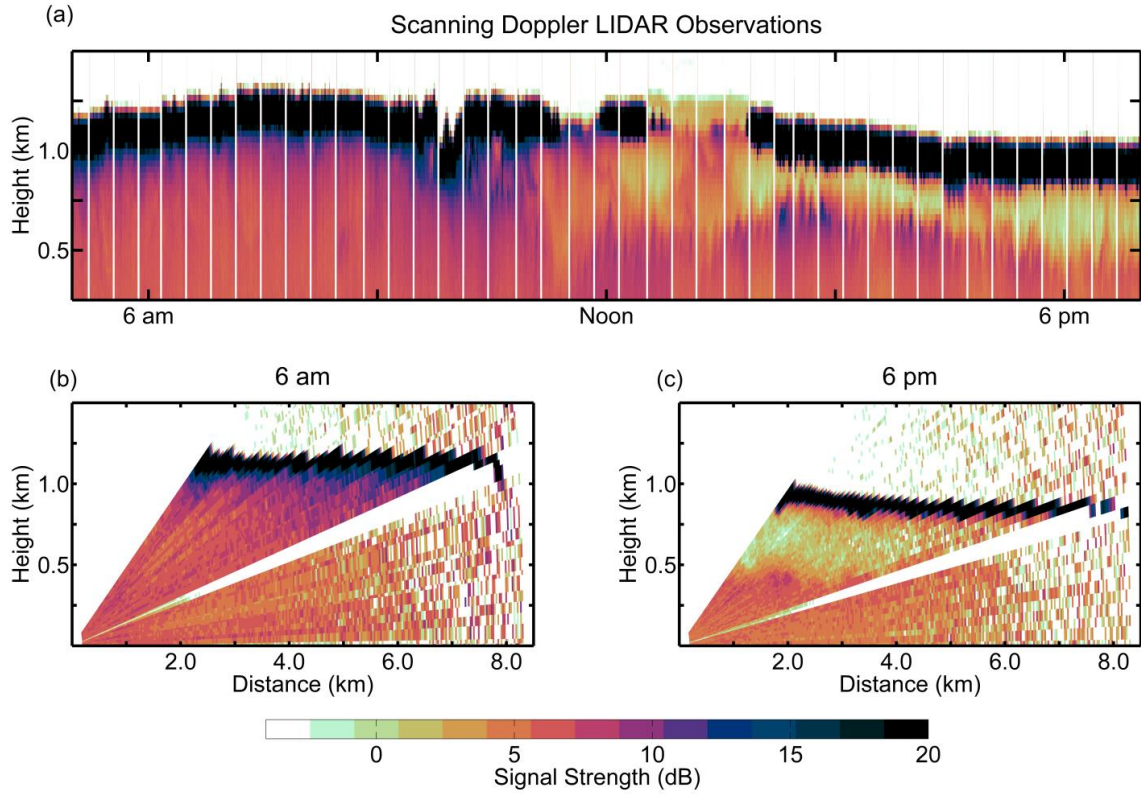 (a)
Scanning Doppler LIDAR Observations
Height (km)
1.0
0.5
6 am
Noon
6 pm
(b)
6 am
Height (km)
1.0
0.5
2.0
4.0
6.0
8.0
Distance (km)
(c)
6 pm
Height (km)
1.0
0.5
2.0
4.0
6.0
8.0
Distance (km)
0
5
10
15
20
Signal Strength (dB)